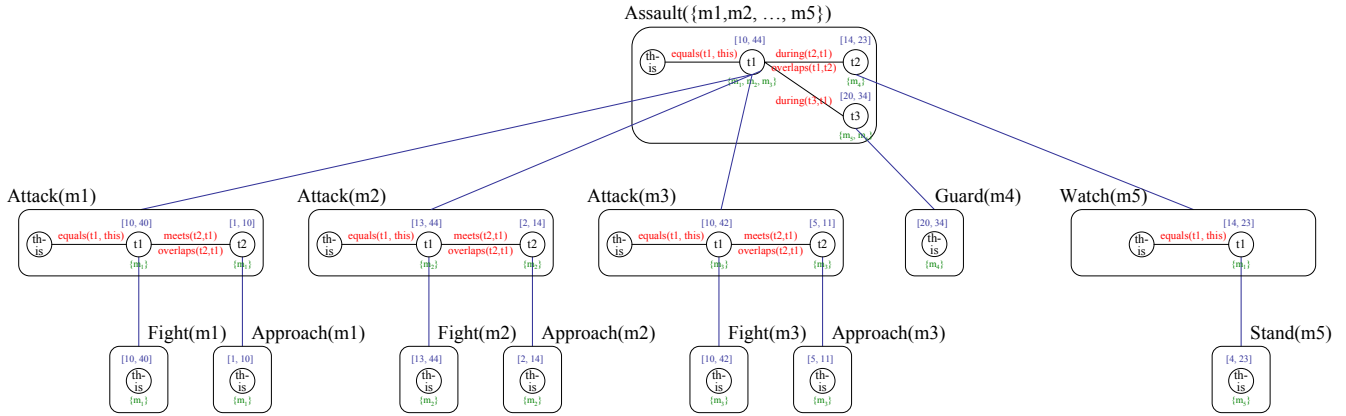 Assault({m1,m2, …, m5})
[10, 44]
[14, 23]
th-
is
equals(t1, this)
t1
during(t2,t1)
overlaps(t1,t2)
t2
{m₁, m₂, m₃}
{m₄}
[20, 34]
during(t3,t1)
t3
Attack(m1)
Attack(m2)
Attack(m3)
Guard(m4)
Watch(m5)
[10, 40]
[1, 10]
th-
is
equals(t1, this)
t1
meets(t2,t1)
overlaps(t2,t1)
t2
{m₁}
{m₁}
[13, 44]
[2, 14]
th-
is
equals(t1, this)
t1
meets(t2,t1)
overlaps(t2,t1)
t2
{m₂}
{m₂}
[10, 42]
[5, 11]
th-
is
equals(t1, this)
t1
meets(t2,t1)
overlaps(t2,t1)
t2
{m₃}
{m₃}
[20, 34]
th-
is
{m₄}
[14, 23]
th-
is
equals(t1, this)
t1
Fight(m1)
Approach(m1)
Fight(m2)
Approach(m2)
Fight(m3)
Approach(m3)
Stand(m5)
[10, 40]
th-
is
{m₁}
[1, 10]
th-
is
{m₁}
[13, 44]
th-
is
{m₂}
[2, 14]
th-
is
{m₂}
[10, 42]
th-
is
{m₃}
[5, 11]
th-
is
{m₃}
[4, 23]
th-
is
{m₅}